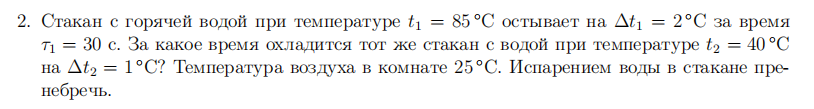 2. Стакан с горячей водой при температуре t₁ = 85 °C остывает на Δt₁ = 2 °C за время
τ₁ = 30 с. За какое время охладится тот же стакан с водой при температуре t₂ = 40 °C
на Δt₂ = 1 °C? Температура воздуха в комнате 25 °C. Испарением воды в стакане пре-
небречь.